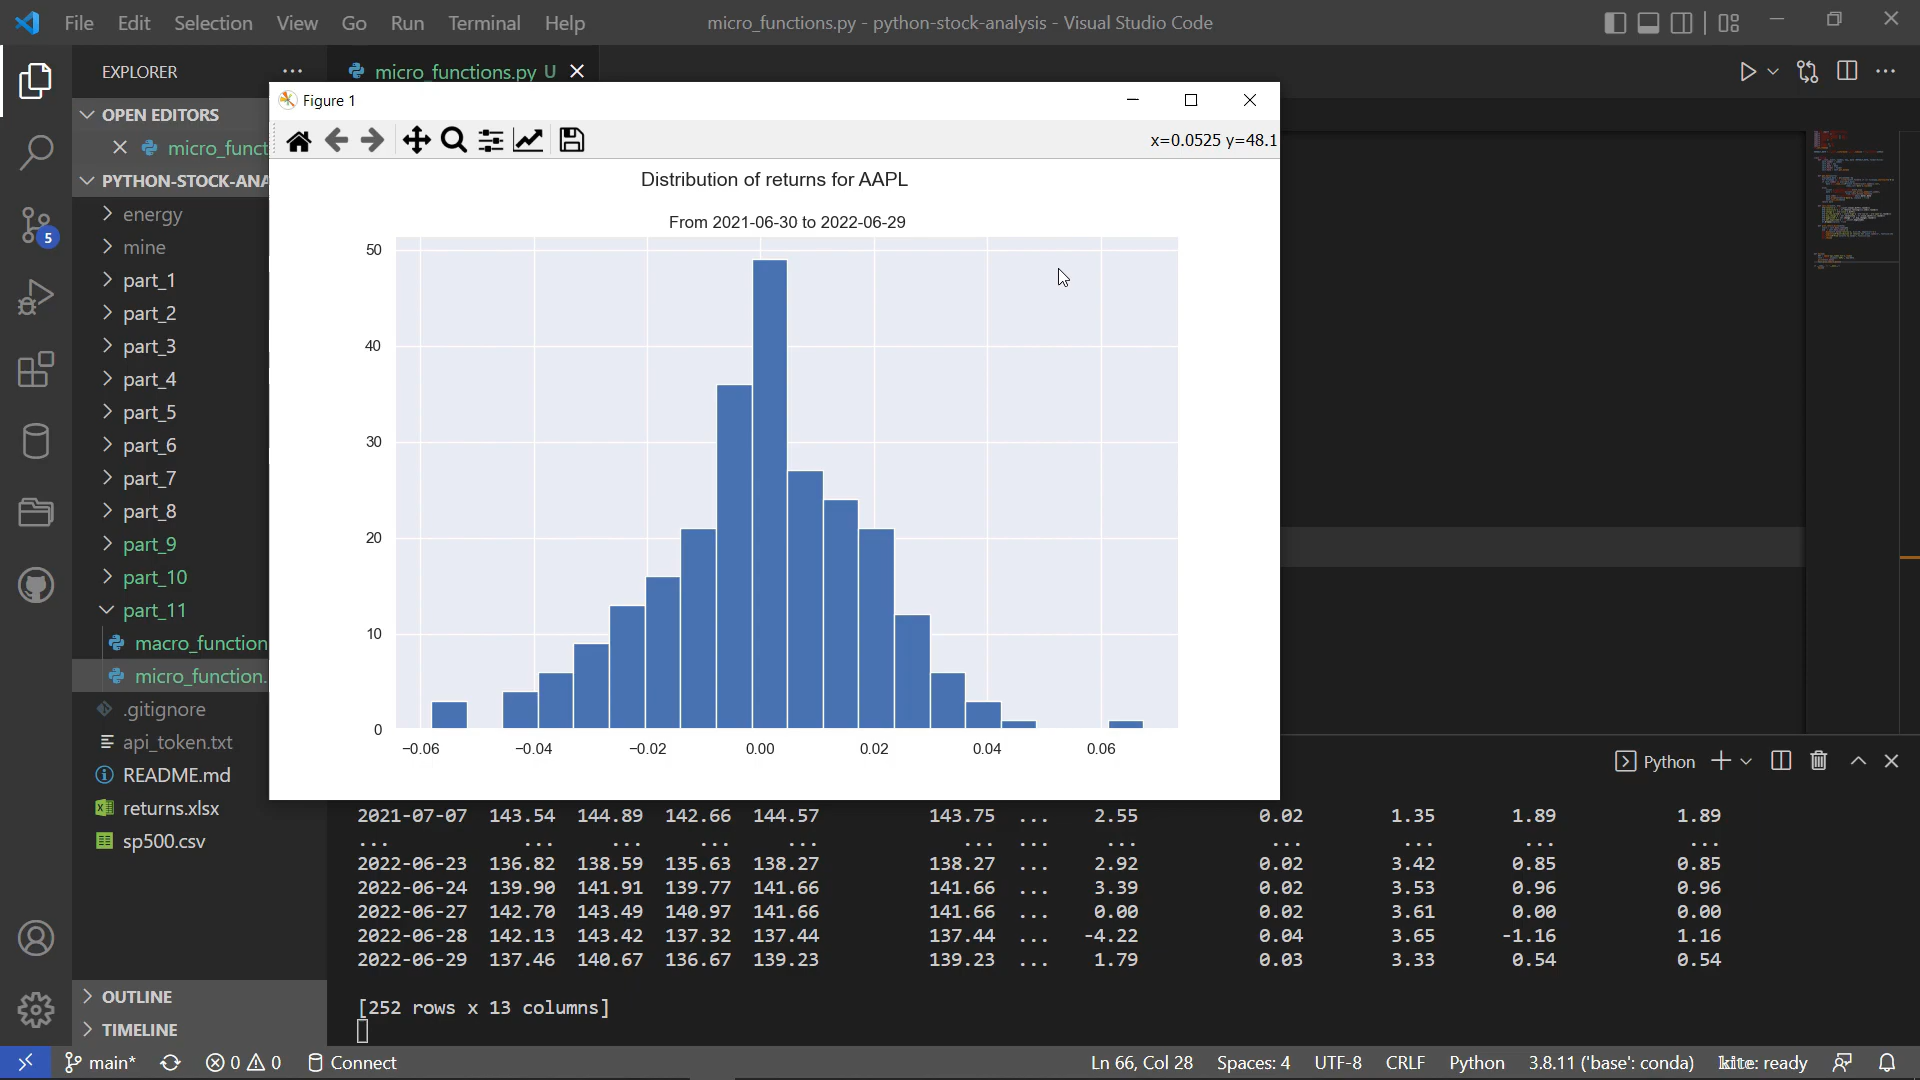 File Edit Selection View Go Run Terminal Help
micro_functions.py - python-stock-analysis - Visual Studio Code
EXPLORER
micro_functions.py U
OPEN EDITORS
micro_funct
PYTHON-STOCK-ANA
energy
mine
part_1
part_2
part_3
part_4
part_5
part_6
part_7
part_8
part_9
part_10
part_11
macro_function
micro_function.
.gitignore
api_token.txt
README.md
returns.xlsx
sp500.csv
OUTLINE
TIMELINE
5
Figure 1
x=0.0525 y=48.1
Distribution of returns for AAPL
From 2021-06-30 to 2022-06-29
50
40
30
20
10
0
−0.06 −0.04 −0.02 0.00 0.02 0.04 0.06
Python
2021-07-07 143.54 144.89 142.66 144.57 143.75 ... 2.55 0.02 1.35 1.89 1.89
... ... ... ... ... ... ... ... ... ... ... ...
2022-06-23 136.82 138.59 135.63 138.27 138.27 ... 2.92 0.02 3.42 0.85 0.85
2022-06-24 139.90 141.91 139.77 141.66 141.66 ... 3.39 0.02 3.53 0.96 0.96
2022-06-27 142.70 143.49 140.97 141.66 141.66 ... 0.00 0.02 3.61 0.00 0.00
2022-06-28 142.13 143.42 137.32 137.44 137.44 ... -4.22 0.04 3.65 -1.16 1.16
2022-06-29 137.46 140.67 136.67 139.23 139.23 ... 1.79 0.03 3.33 0.54 0.54
[252 rows x 13 columns]
main* 0 0 Connect
Ln 66, Col 28 Spaces: 4 UTF-8 CRLF Python 3.8.11 ('base': conda) kite: ready